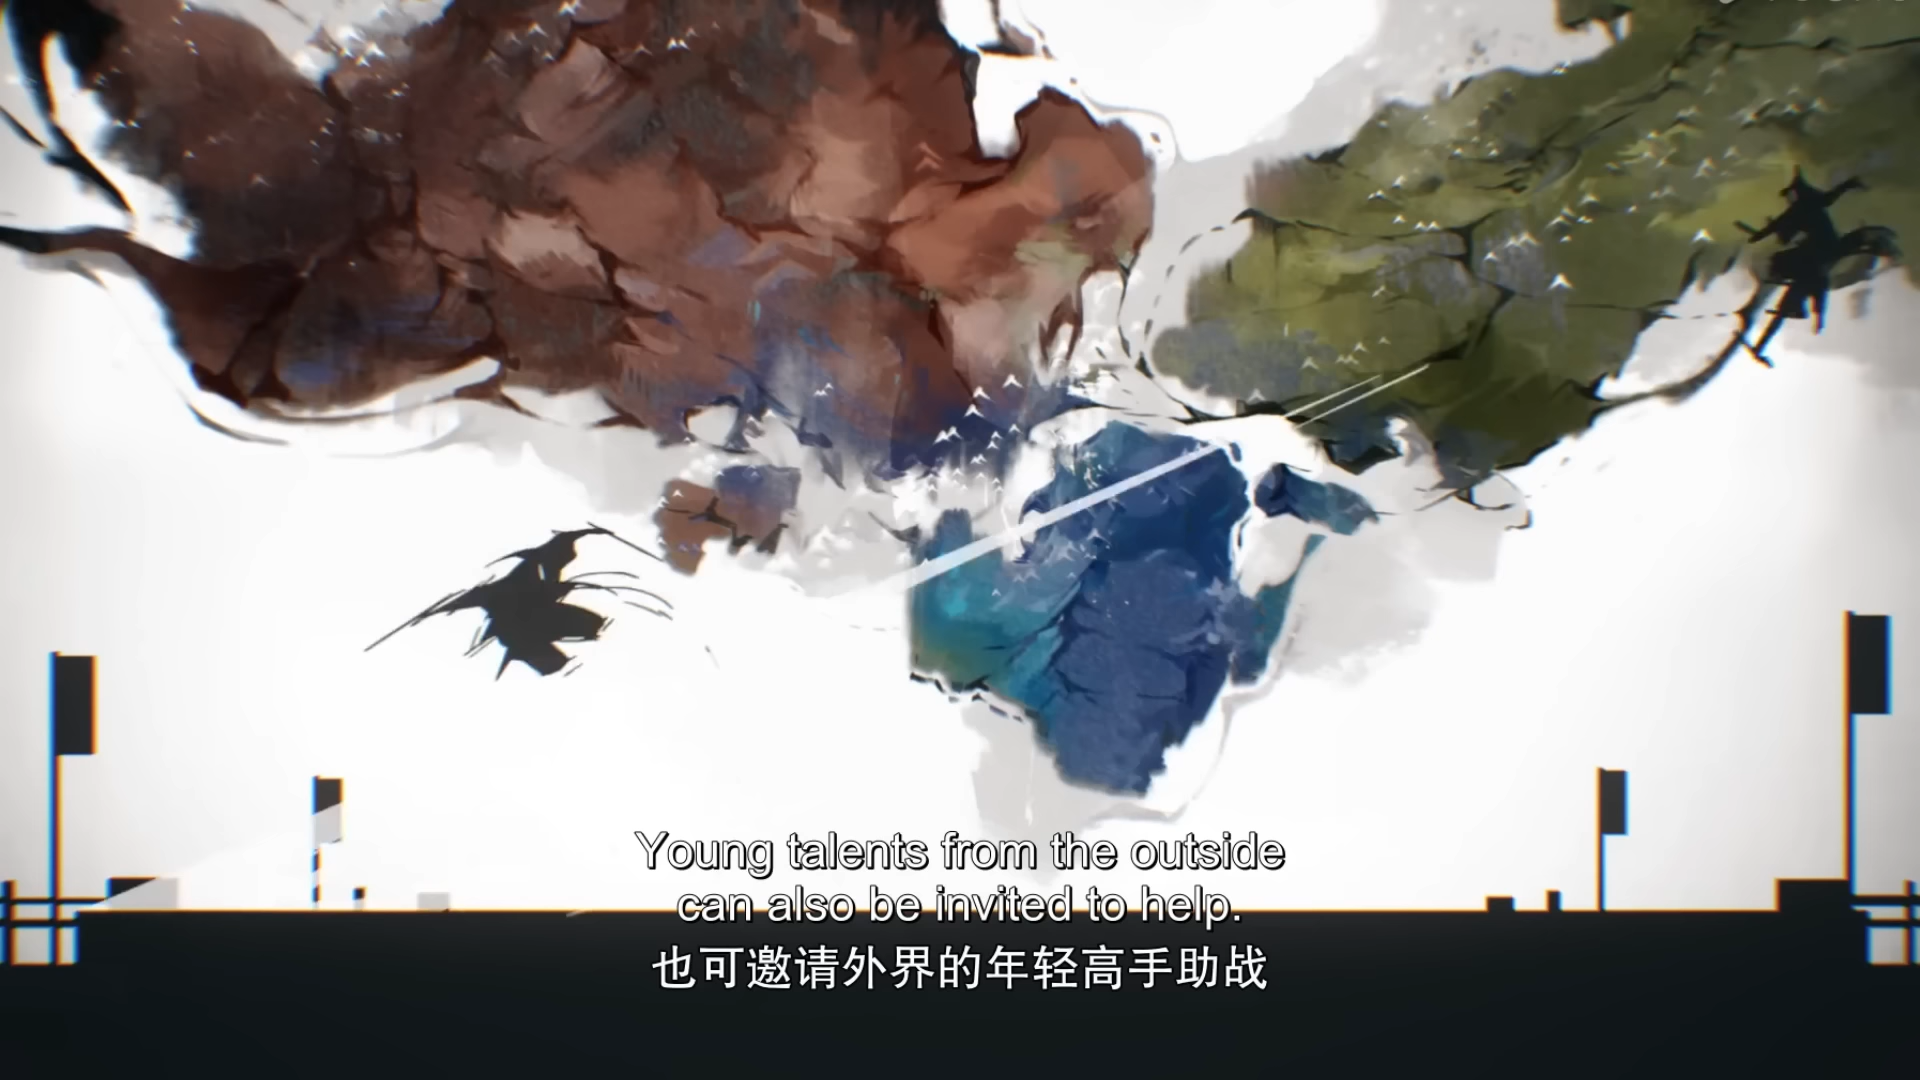 Young talents from the outside
can also be invited to help.
也可邀请外界的年轻高手助战